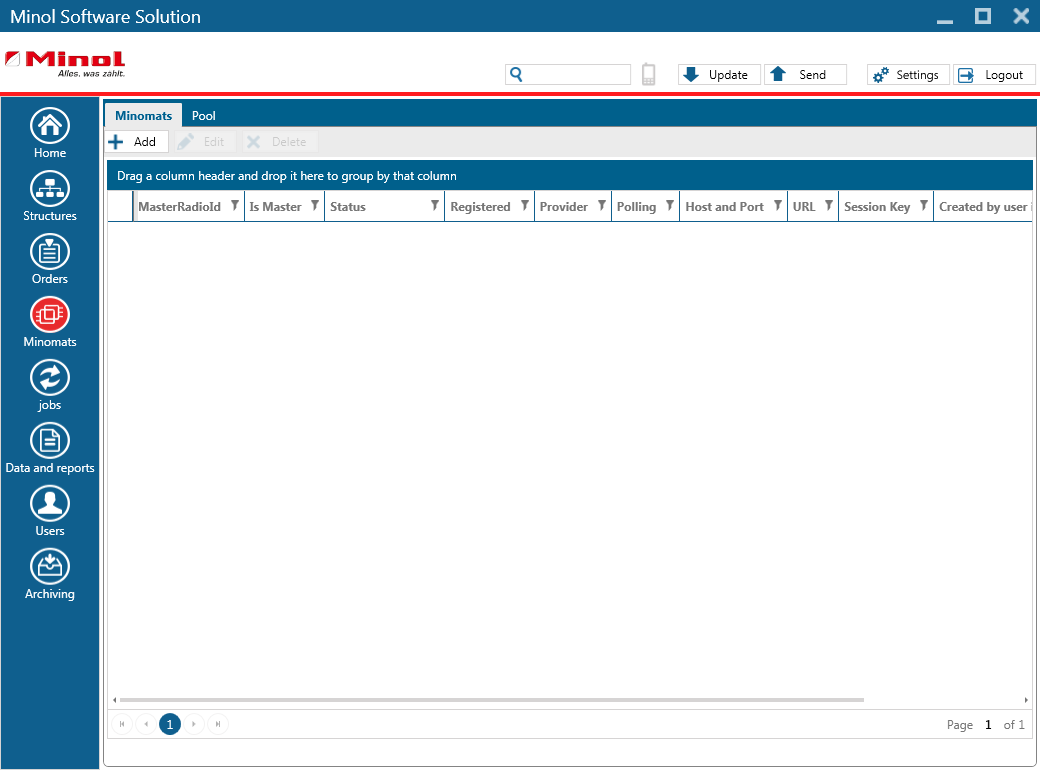 Minol Software Solution
Minol
Alles, was zählt.
Update
Send
Settings
Logout
Home
Structures
Orders
Minomats
jobs
Data and reports
Users
Archiving
Minomats
Pool
Add
Edit
Delete
Drag a column header and drop it here to group by that column
MasterRadioId
Is Master
Status
Registered
Provider
Polling
Host and Port
URL
Session Key
Created by user
1
Page 1 of 1